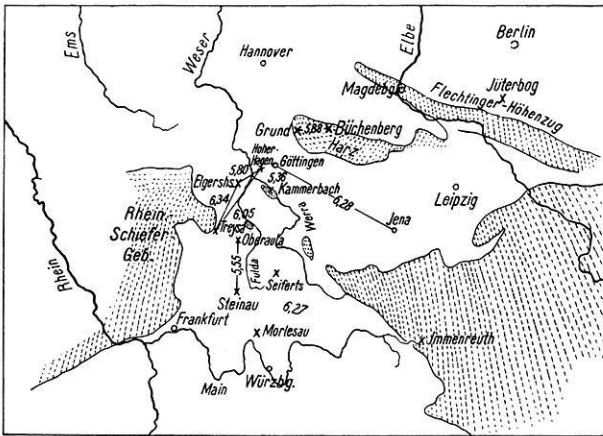 Ems
Weser
Hannover
Elbe
Berlin
Magdebg.
Jüterbog
Flechtinger-Höhenzug
Grund
5,88
Büchenberg
Harz
Hoher-
Hagen
Göttingen
5,80
5,36
Elgershs.
Kammerbach
6,34
6,28
Leipzig
Werra
Jena
Rhein.
Schiefer
Geb.
6,05
Treysa
Oberaula
5,55
Fulda
Seiferts
Rhein
Steinau
6,27
Frankfurt
Morlesau
Immenreuth
Main
Würzbg.